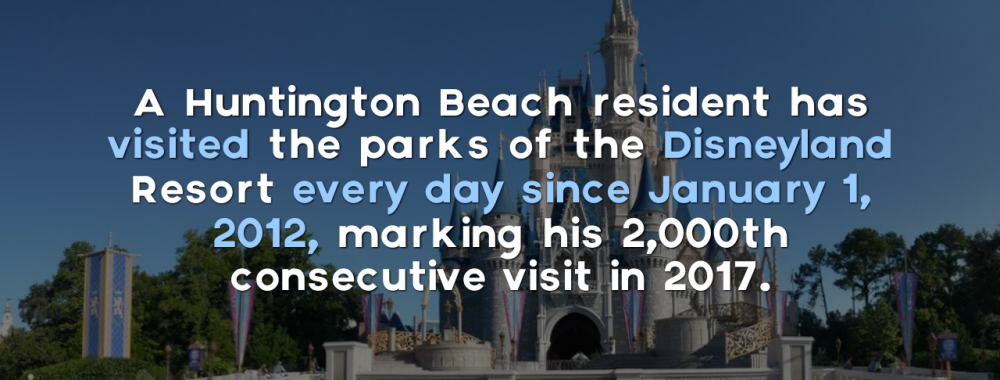 A Huntington Beach resident has
visited the parks of the Disneyland
Resort every day since January 1,
2012, marking his 2,000th
consecutive visit in 2017.